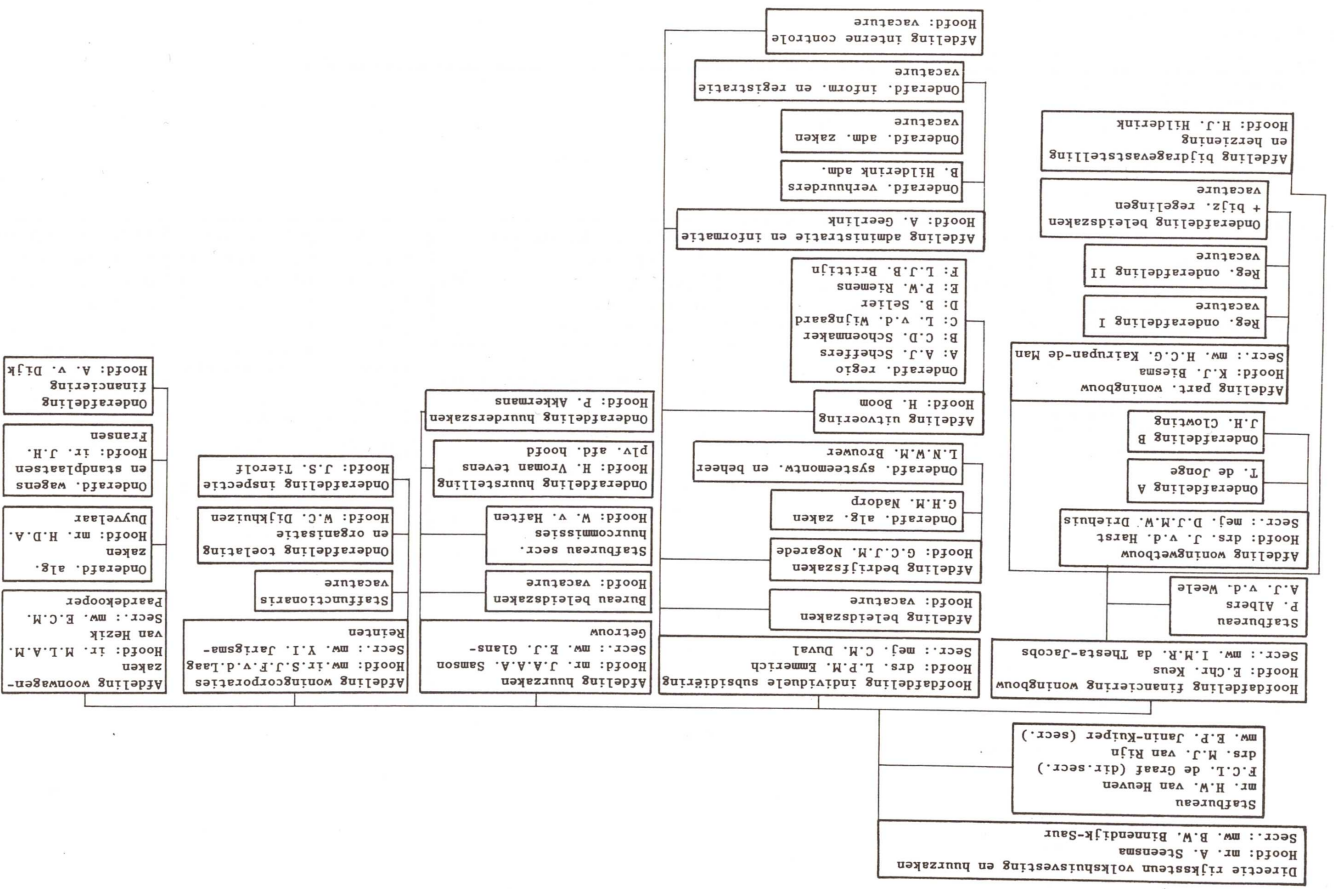 Directie rijkssteun volkshuisvesting en huurzaken
Hoofd: mr. A. Steensma
Secr.: mw. B.W. Binnendijk-Saur
Stafbureau
mr. H.W. van Heuven
F.C.L. de Graaf (dir.secr.)
drs. M.J. van Rijn
mw. E.P. Janin-Kuiper (secr.)
Hoofdafdeling financiering woningbouw
Hoofd: E.Chr. Keus
Secr.: mw. I.M.R. da Thesta-Jacobs
Stafbureau
P. Albers
A.J. v.d. Weele
Afdeling woningwetbouw
Hoofd: drs. J. v.d. Harst
Secr.: mej. D.J.M.W. Driehuis
Onderafdeling A
T. de Jonge
Onderafdeling B
J.H. Clowting
Afdeling part. woningbouw
Hoofd: K.J. Biesma
Secr.: mw. H.C.G. Kairupan-de Man
Reg. onderafdeling I
vacature
Reg. onderafdeling II
vacature
Onderafdeling beleidszaken
+ bijz. regelingen
vacature
Afdeling bijdragevaststelling
en herziening
Hoofd: H.J. Hilderink
Hoofdafdeling individuele subsidiëring
Hoofd: drs. L.P.M. Emmerich
Secr.: mej. C.M. Duval
Afdeling beleidszaken
Hoofd: vacature
Afdeling bedrijfszaken
Hoofd: G.C.J.M. Nogarede
Onderafd. alg. zaken
G.H.M. Nadorp
Onderafd. systeemontw. en beheer
L.N.W.M. Brouwer
Afdeling uitvoering
Hoofd: H. Boom
Onderafd. regio
A: A.J. Scheffers
B: C.D. Schoenmaker
C: L. v.d. Wijngaard
D: B. Selier
E: P.W. Riemens
F: L.J.B. Brittijn
Afdeling administratie en informatie
Hoofd: A. Geerlink
Onderafd. verhuurders
B. Hilderink adm.
Onderafd. adm. zaken
vacature
Onderafd. inform. en registratie
vacature
Afdeling interne controle
Hoofd: vacature
Afdeling huurzaken
Hoofd: mr. J.A.A.A. Samson
Secr.: mw. E.J. Glans-
Getrouw
Bureau beleidszaken
Hoofd: vacature
Stafbureau secr.
huurcommissies
Hoofd: W. v. Haften
Onderafdeling huurstelling
Hoofd: H. Vroman tevens
plv. afd. hoofd
Onderafdeling huurderszaken
Hoofd: P. Akkermans
Afdeling woningcorporaties
Hoofd: mw.ir.S.J.F.v.d.Laag
Secr.: mw. Y.I. Jarigsma-
Reinten
Staffunctionaris
vacature
Onderafdeling toelating
en organisatie
Hoofd: W.C. Dijkhuizen
Onderafdeling inspectie
Hoofd: J.S. Tierolf
Afdeling woonwagen-
zaken
Hoofd: ir. M.L.A.M.
van Hezik
Secr.: mw. E.C.M.
Paardekooper
Onderafd. alg.
zaken
Hoofd: mr. H.D.A.
Duyvelaar
Onderafd. wagens
en standplaatsen
Hoofd: ir. J.H.
Fransen
Onderafdeling
financiering
Hoofd: A. v. Dijk